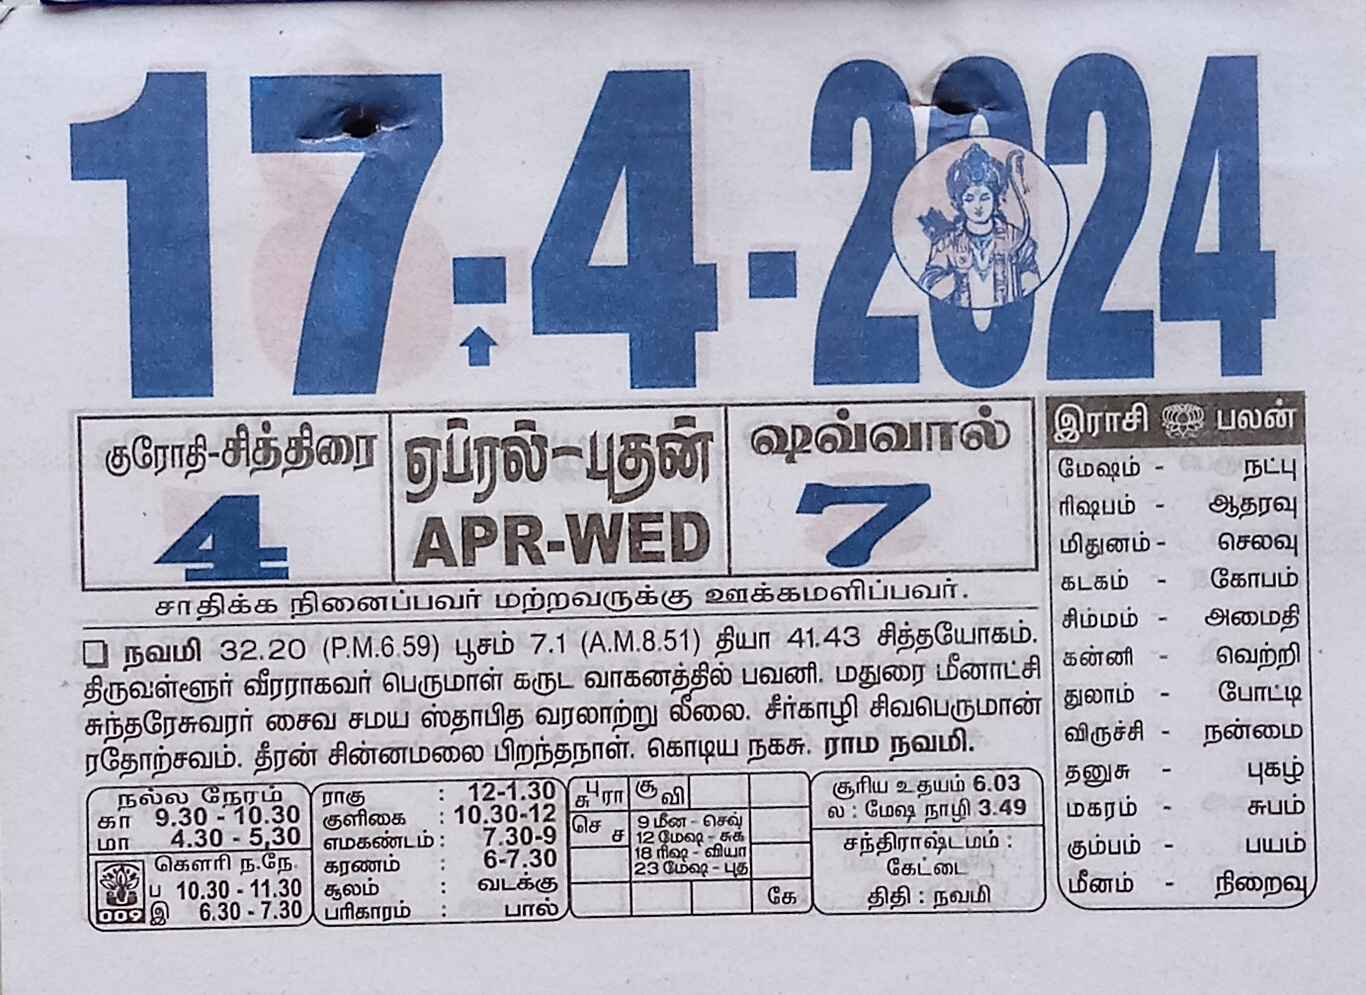 17.4.2024
குரோதி-சித்திரை
4
ஏப்ரல்-புதன்
APR-WED
ஷவ்வால்
7
சாதிக்க நினைப்பவர் மற்றவருக்கு ஊக்கமளிப்பவர்.
நவமி 32.20 (P.M.6.59) பூசம் 7.1 (A.M.8.51) தியா 41.43 சித்தயோகம்.
திருவள்ளூர் வீரராகவர் பெருமாள் கருட வாகனத்தில் பவனி. மதுரை மீனாட்சி
சுந்தரேசுவரர் சைவ சமய ஸ்தாபித வரலாற்று லீலை. சீர்காழி சிவபெருமான்
ரதோற்சவம். தீரன் சின்னமலை பிறந்தநாள். கொடிய நகசு. ராம நவமி.
இராசி பலன்
மேஷம் - நட்பு
ரிஷபம் - ஆதரவு
மிதுனம் - செலவு
கடகம் - கோபம்
சிம்மம் - அமைதி
கன்னி - வெற்றி
துலாம் - போட்டி
விருச்சி - நன்மை
தனுசு - புகழ்
மகரம் - சுபம்
கும்பம் - பயம்
மீனம் - நிறைவு
நல்ல நேரம்
கா 9.30 - 10.30
மா 4.30 - 5.30
கௌரி ந.நே.
ப 10.30 - 11.30
இ 6.30 - 7.30
009
ராகு : 12-1.30
குளிகை : 10.30-12
எமகண்டம் : 7.30-9
கரணம் : 6-7.30
சூலம் : வடக்கு
பரிகாரம் : பால்
சு பு ரா
சூ வி
செ ச
9 மீன - செவ்
12 மேஷ - சுக்
18 ரிஷ - வியா
23 மேஷ - புத
கே
சூரிய உதயம் 6.03
ல : மேஷ நாழி 3.49
சந்திராஷ்டமம் :
கேட்டை
திதி : நவமி